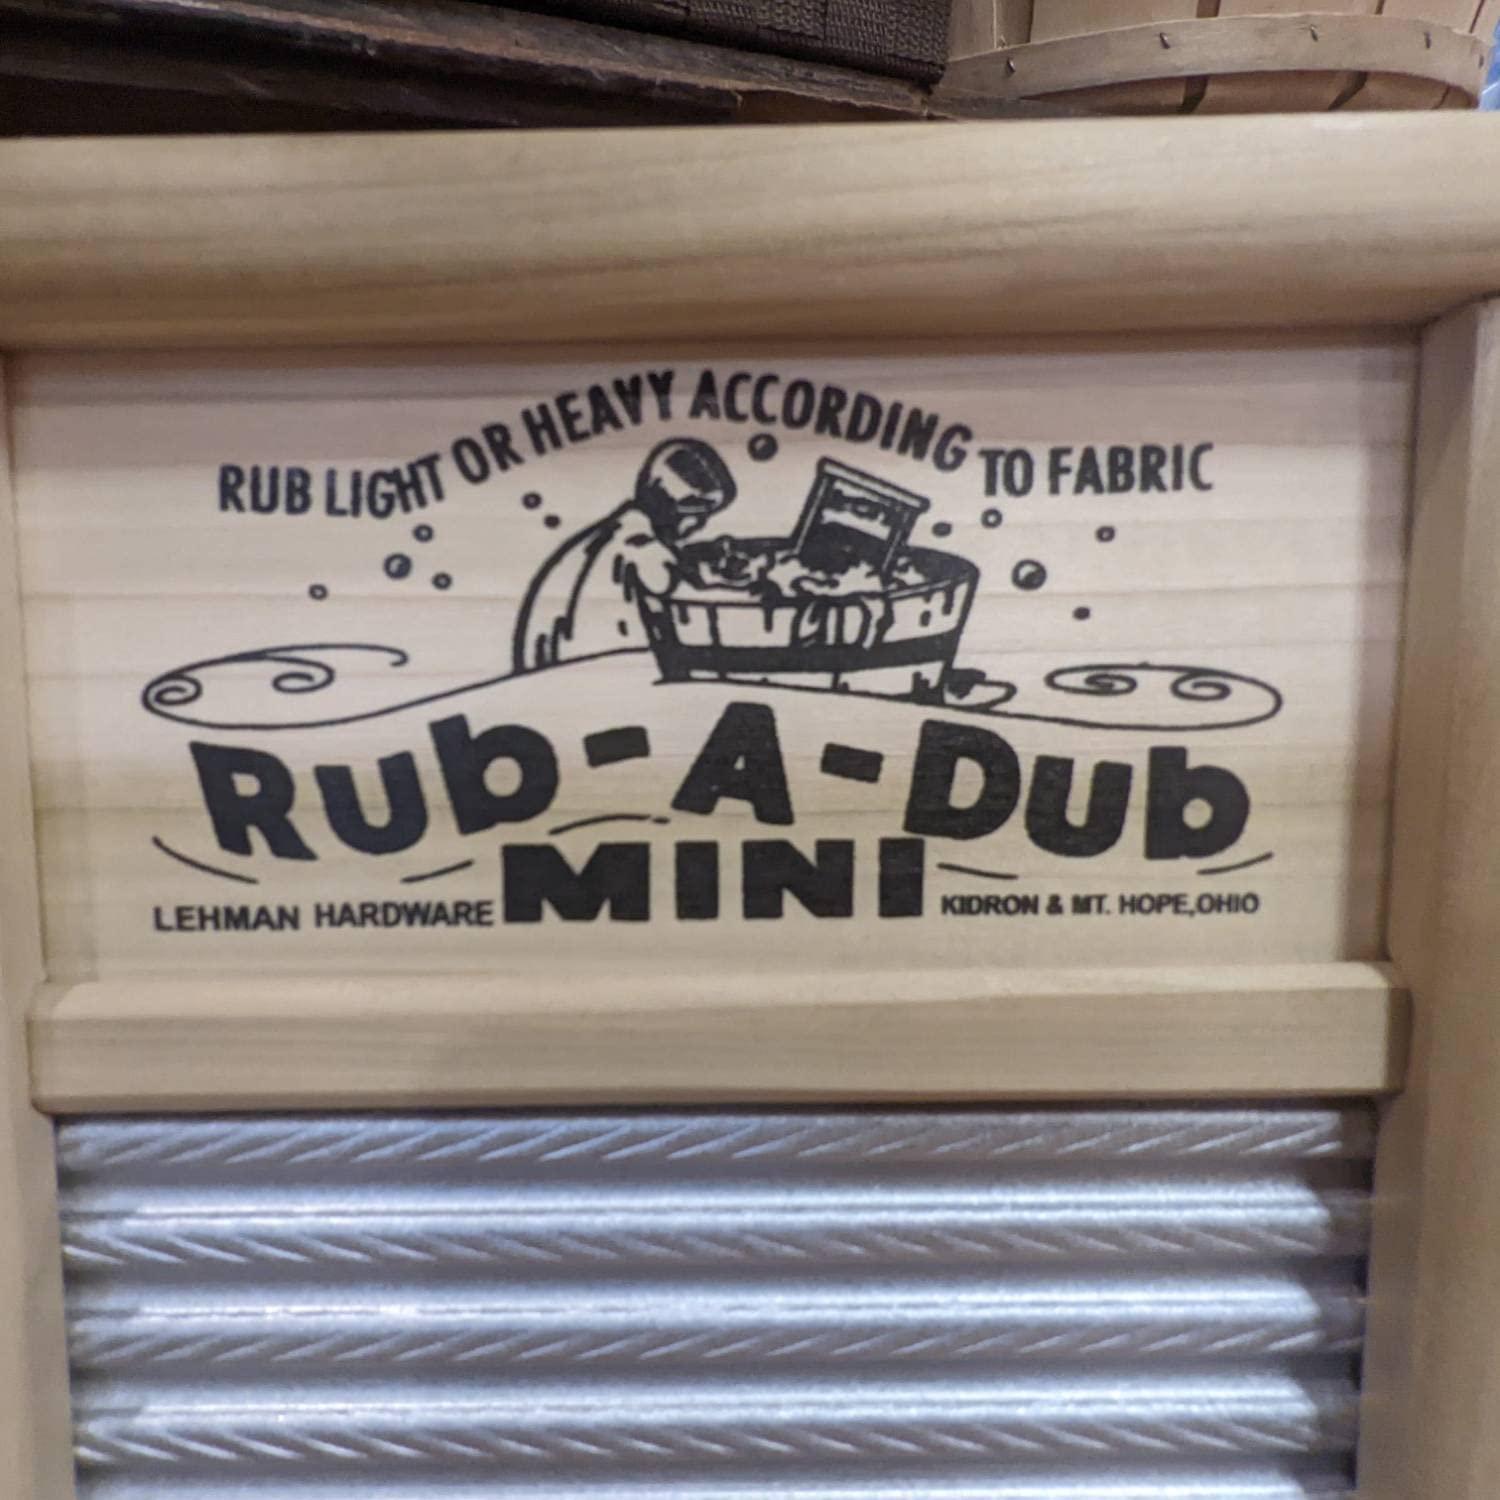 RUB LIGHT OR HEAVY ACCORDING TO FABRIC
RUB-A-DUB
MINI
LEHMAN HARDWARE
KIDRON & MT. HOPE, OHIO